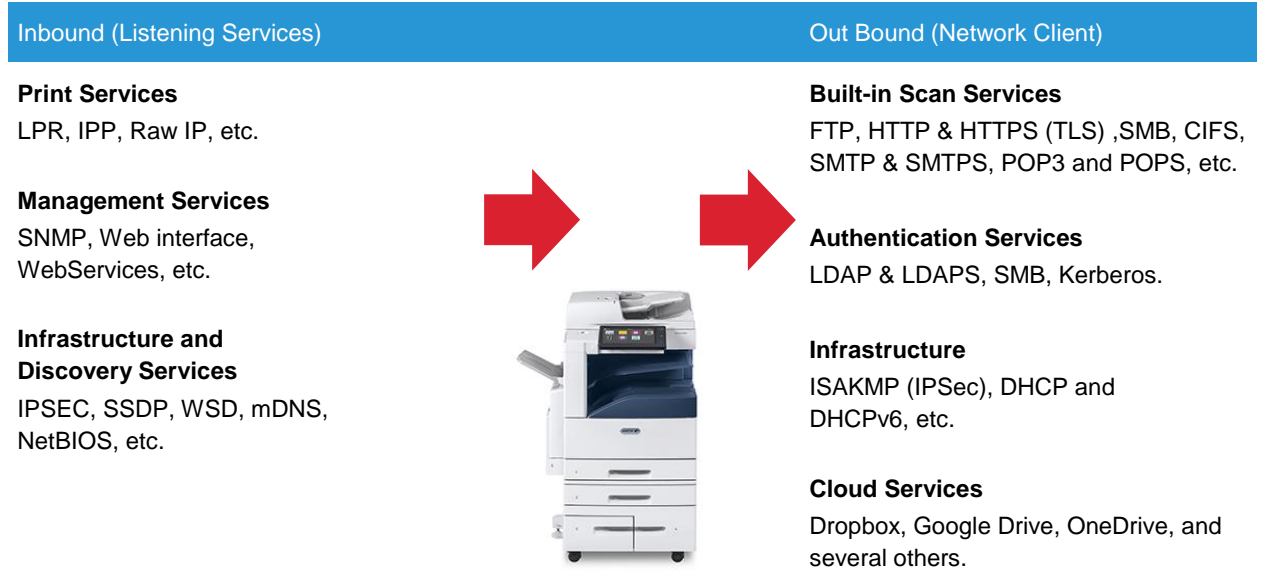 Inbound (Listening Services)
Out Bound (Network Client)
Print Services
LPR, IPP, Raw IP, etc.
Management Services
SNMP, Web interface,
WebServices, etc.
Infrastructure and
Discovery Services
IPSEC, SSDP, WSD, mDNS,
NetBIOS, etc.
Built-in Scan Services
FTP, HTTP & HTTPS (TLS) ,SMB, CIFS,
SMTP & SMTPS, POP3 and POPS, etc.
Authentication Services
LDAP & LDAPS, SMB, Kerberos.
Infrastructure
ISAKMP (IPSec), DHCP and
DHCPv6, etc.
Cloud Services
Dropbox, Google Drive, OneDrive, and
several others.